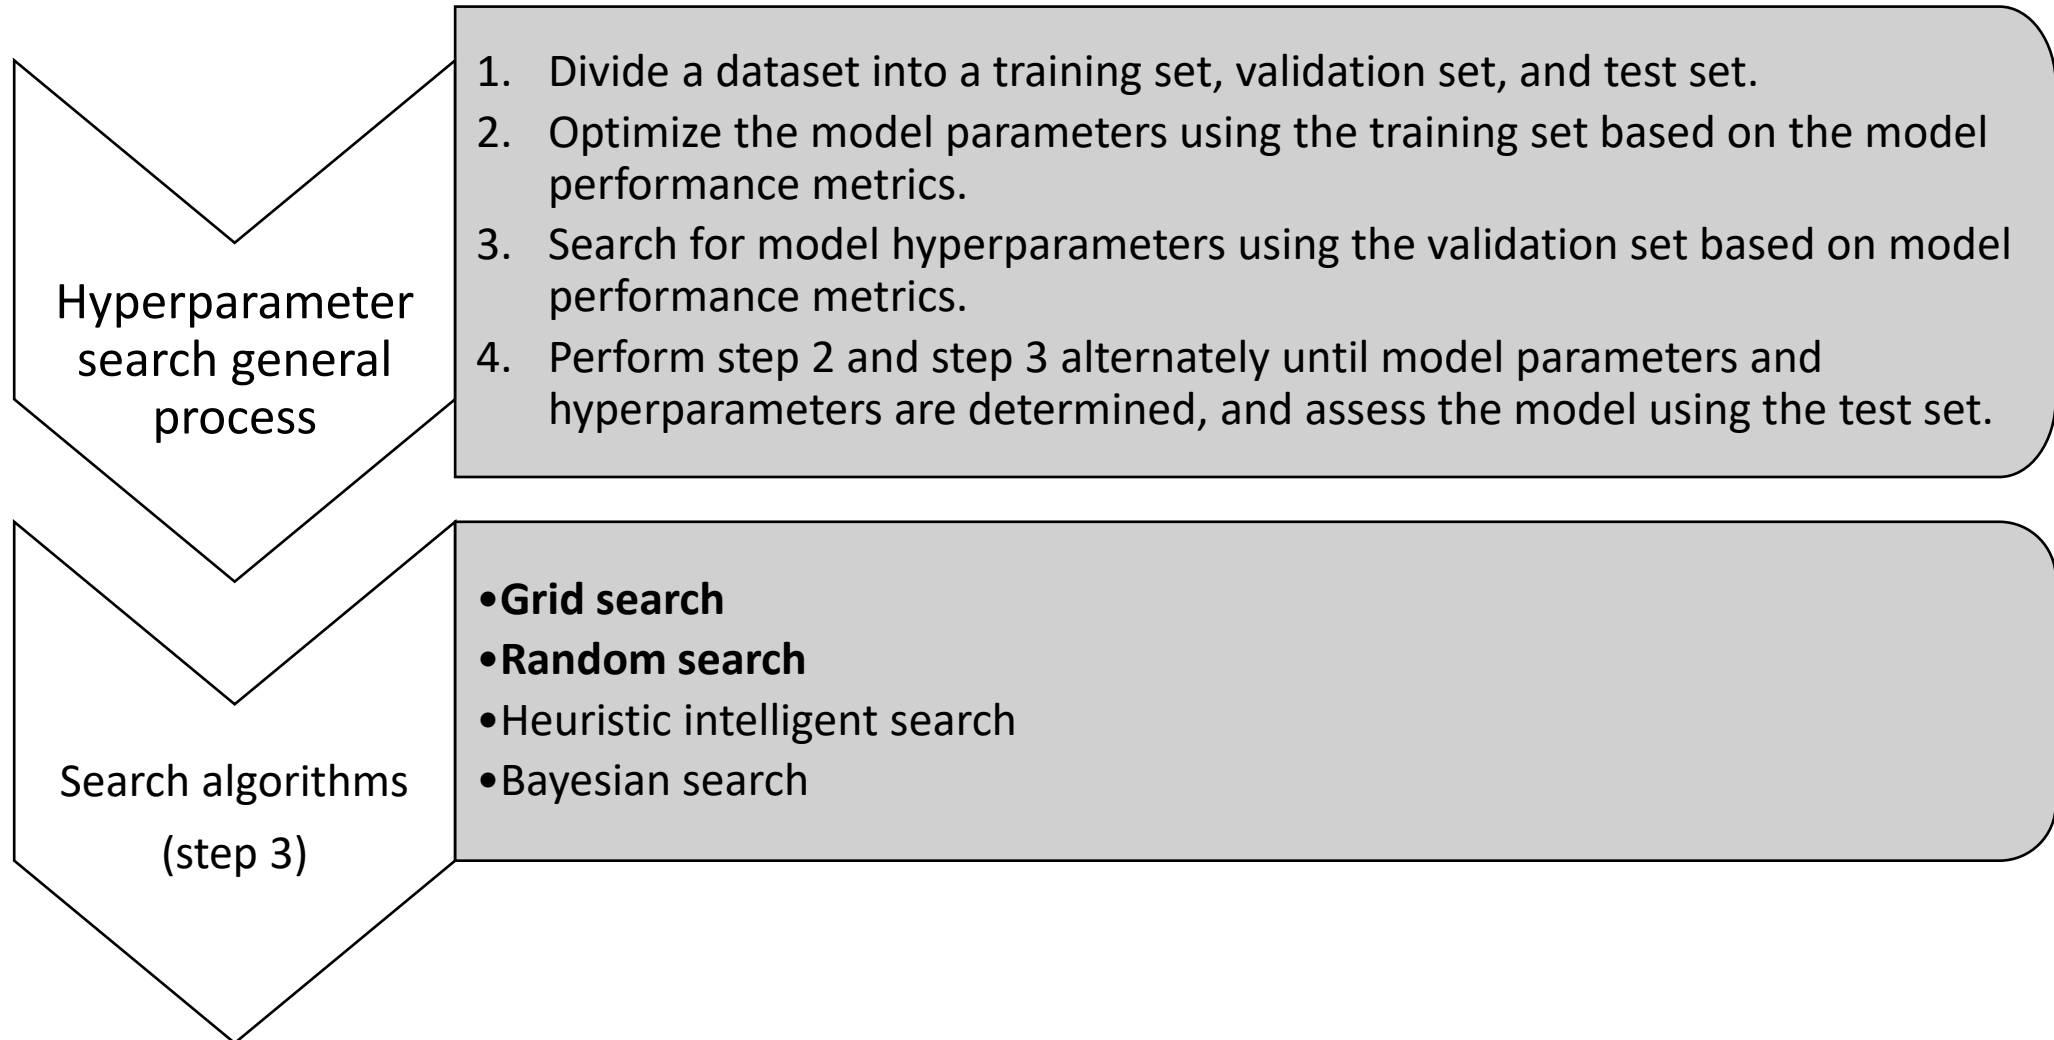 Hyperparameter
search general
process
1. Divide a dataset into a training set, validation set, and test set.
2. Optimize the model parameters using the training set based on the model
performance metrics.
3. Search for model hyperparameters using the validation set based on model
performance metrics.
4. Perform step 2 and step 3 alternately until model parameters and
hyperparameters are determined, and assess the model using the test set.
Search algorithms
(step 3)
•Grid search
•Random search
•Heuristic intelligent search
•Bayesian search